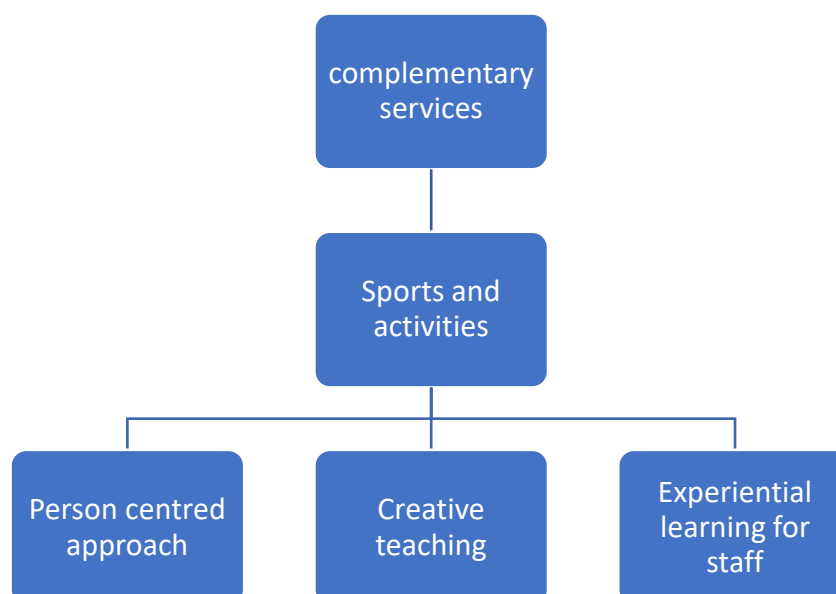 complementary
services
Sports and
activities
Person centred
approach
Creative
teaching
Experiential
learning for
staff